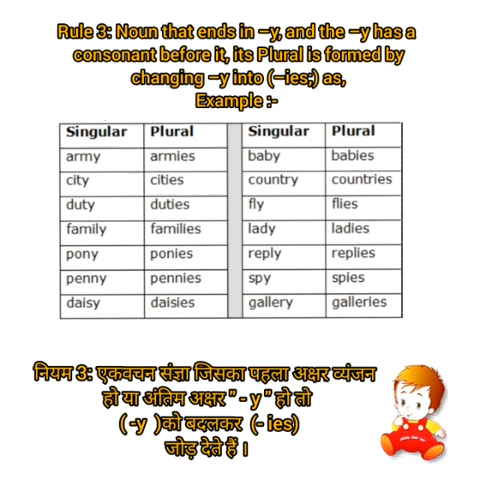 Rule 3: Noun that ends in –y, and the –y has a
consonant before it, its Plural is formed by
changing –y into (–ies;) as,
Example :-
Singular Plural Singular Plural
army armies baby babies
city cities country countries
duty duties fly flies
family families lady ladies
pony ponies reply replies
penny pennies spy spies
daisy daisies gallery galleries
नियम 3: एकवचन संज्ञा जिसका पहला अक्षर व्यंजन
हो या अंतिम अक्षर " - y " हो तो
( -y )को बदलकर (- ies)
जोड़ देते हैं ।